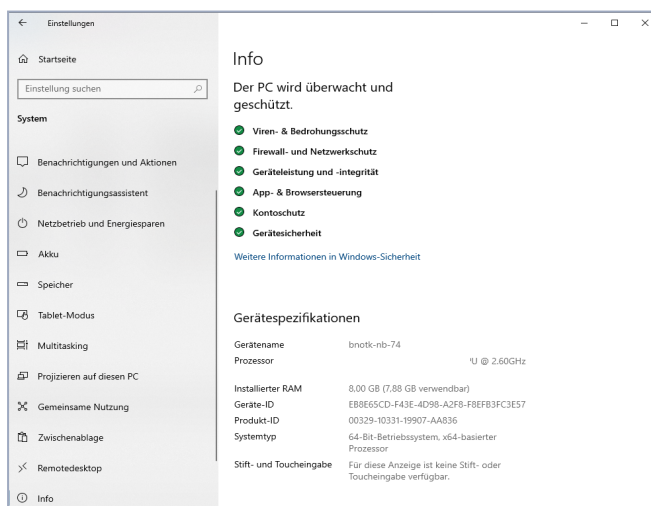 Einstellungen
Startseite
Einstellung suchen
System
Benachrichtigungen und Aktionen
Benachrichtigungsassistent
Netzbetrieb und Energiesparen
Akku
Speicher
Tablet-Modus
Multitasking
Projizieren auf diesen PC
Gemeinsame Nutzung
Zwischenablage
Remotedesktop
Info
Info
Der PC wird überwacht und
geschützt.
Viren- & Bedrohungsschutz
Firewall- und Netzwerkschutz
Geräteleistung und -integrität
App- & Browsersteuerung
Kontoschutz
Gerätesicherheit
Weitere Informationen in Windows-Sicherheit
Gerätespezifikationen
Gerätename bnotk-nb-74
Prozessor @ 2.60GHz
Installierter RAM 8,00 GB (7,88 GB verwendbar)
Geräte-ID EB8E65CD-F43E-4D98-A2F8-F8EFB3FC3E57
Produkt-ID 00329-10331-19907-AA836
Systemtyp 64-Bit-Betriebssystem, x64-basierter
Prozessor
Stift- und Toucheingabe Für diese Anzeige ist keine Stift- oder
Toucheingabe verfügbar.